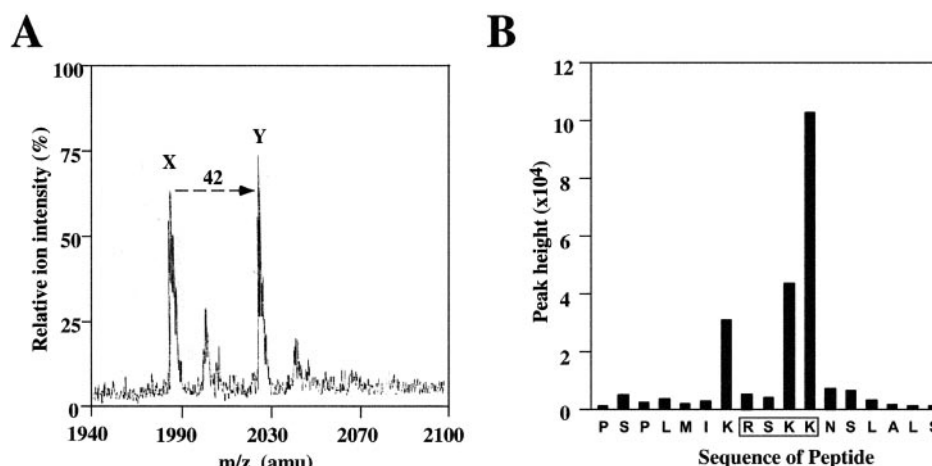 A
B
Relative ion intensity (%)
100
75
50
25
0
X
Y
42
1940 1990 2030 2070 2100
m/z (amu)
Peak height (x10⁴)
12
10
8
6
4
2
0
P S P L M I K R S K K N S L A L S
Sequence of Peptide